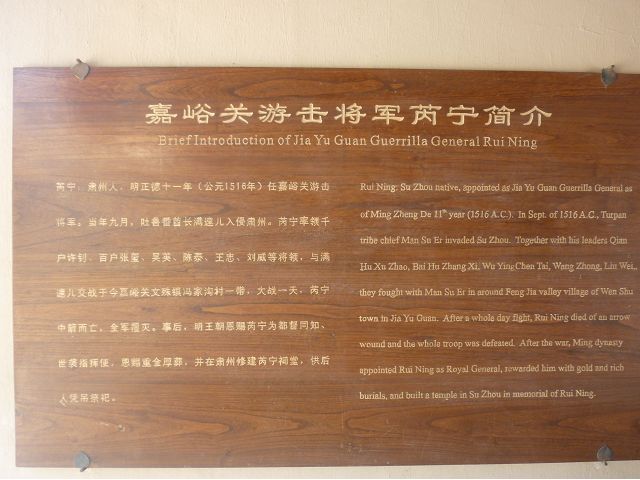 嘉峪关游击将军芮宁简介
Brief Introduction of Jia Yu Guan Guerrilla General Rui Ning
芮宁：肃州人，明正德十一年（公元1516年）任嘉峪关游击
将军。当年九月，吐鲁番酋长满速儿入侵肃州。芮宁率领千
户许钊、百户张玺、吴英、陈泰、王忠、刘威等将领，与满
速儿交战于今嘉峪关文殊镇冯家沟村一带，大战一天，芮宁
中箭而亡，全军覆灭。事后，明王朝恩赐芮宁为都督同知、
世袭指挥使，恩赐重金厚葬，并在肃州修建芮宁祠堂，供后
人凭吊祭祀。
Rui Ning: Su Zhou native, appointed as Jia Yu Guan Guerrilla General as
of Ming Zheng De 11th year (1516 A.C.). In Sept. of 1516 A.C., Turpan
tribe chief Man Su Er invaded Su Zhou. Together with his leaders Qian
Hu Xu Zhao, Bai Hu Zhang Xi, Wu Ying Chen Tai, Wang Zhong, Liu Wei,
they fought with Man Su Er in around Feng Jia valley village of Wen Shu
town in Jia Yu Guan. After a whole day fight, Rui Ning died of an arrow
wound and the whole troop was defeated. After the war, Ming dynasty
appointed Rui Ning as Royal General, rewarded him with gold and rich
burials, and built a temple in Su Zhou in memorial of Rui Ning.